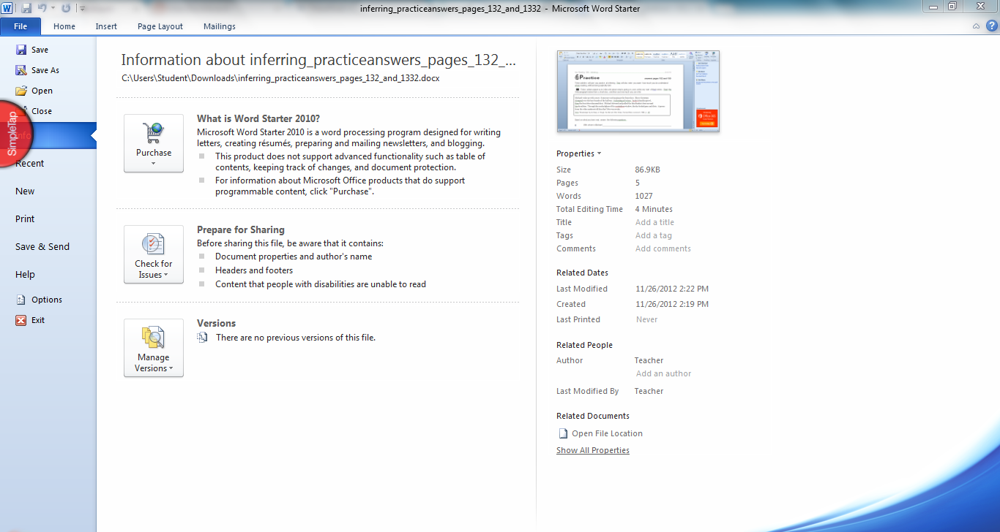 inferring_practiceanswers_pages_132_and_1332 - Microsoft Word Starter
File Home Insert Page Layout Mailings
Save
Save As
Open
Close
SimpleTap
Info
Recent
New
Print
Save & Send
Help
Options
Exit
Information about inferring_practiceanswers_pages_132_...
C:\Users\Student\Downloads\inferring_practiceanswers_pages_132_and_1332.docx
Purchase
What is Word Starter 2010?
Microsoft Word Starter 2010 is a word processing program designed for writing
letters, creating résumés, preparing and mailing newsletters, and blogging.
This product does not support advanced functionality such as table of
contents, keeping track of changes, and document protection.
For information about Microsoft Office products that do support
programmable content, click "Purchase".
Check for
Issues
Prepare for Sharing
Before sharing this file, be aware that it contains:
Document properties and author's name
Headers and footers
Content that people with disabilities are unable to read
Manage
Versions
Versions
There are no previous versions of this file.
Practice
Properties
Size 86.9KB
Pages 5
Words 1027
Total Editing Time 4 Minutes
Title Add a title
Tags Add a tag
Comments Add comments
Related Dates
Last Modified 11/26/2012 2:22 PM
Created 11/26/2012 2:19 PM
Last Printed Never
Related People
Author Teacher
Add an author
Last Modified By Teacher
Related Documents
Open File Location
Show All Properties